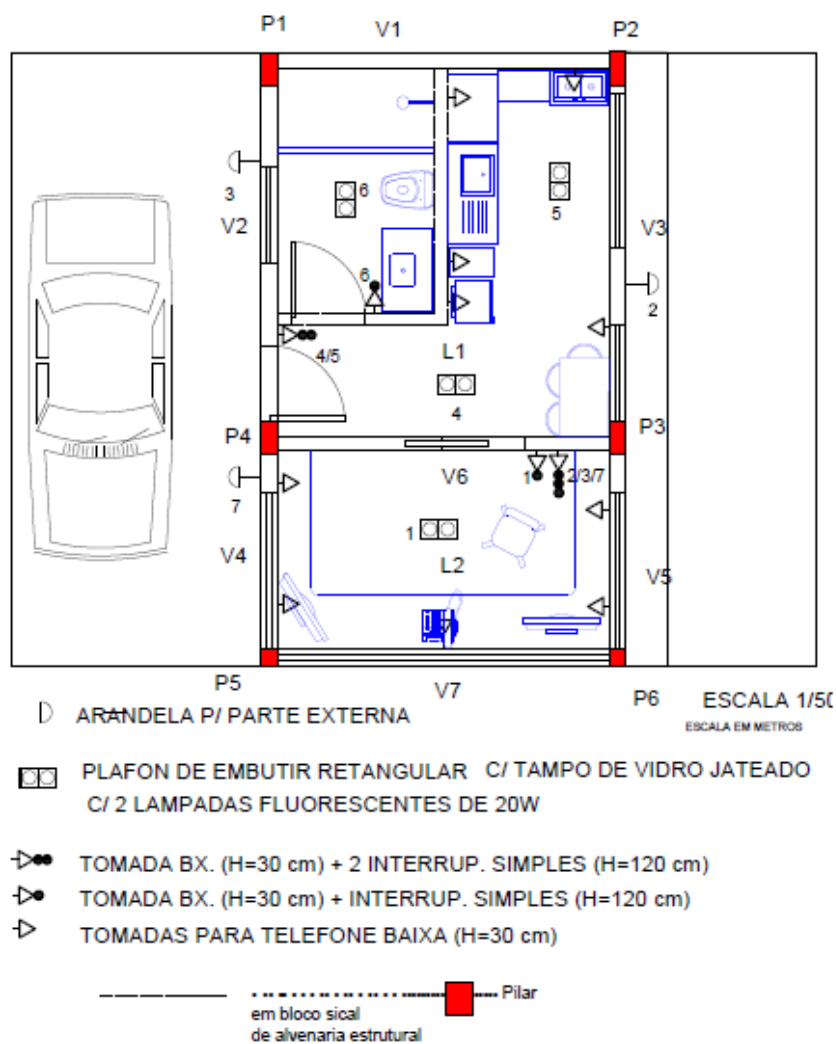 P1
V1
P2
3
V2
6
6
5
V3
2
4/5
L1
4
P4
P3
7
V6
1
2/3/7
1
L2
V4
V5
P5
V7
P6
ESCALA 1/50
ESCALA EM METROS
ARANDELA P/ PARTE EXTERNA
PLAFON DE EMBUTIR RETANGULAR C/ TAMPO DE VIDRO JATEADO
C/ 2 LAMPADAS FLUORESCENTES DE 20W
TOMADA BX. (H=30 cm) + 2 INTERRUP. SIMPLES (H=120 cm)
TOMADA BX. (H=30 cm) + INTERRUP. SIMPLES (H=120 cm)
TOMADAS PARA TELEFONE BAIXA (H=30 cm)
Pilar
em bloco sical
de alvenaria estrutural